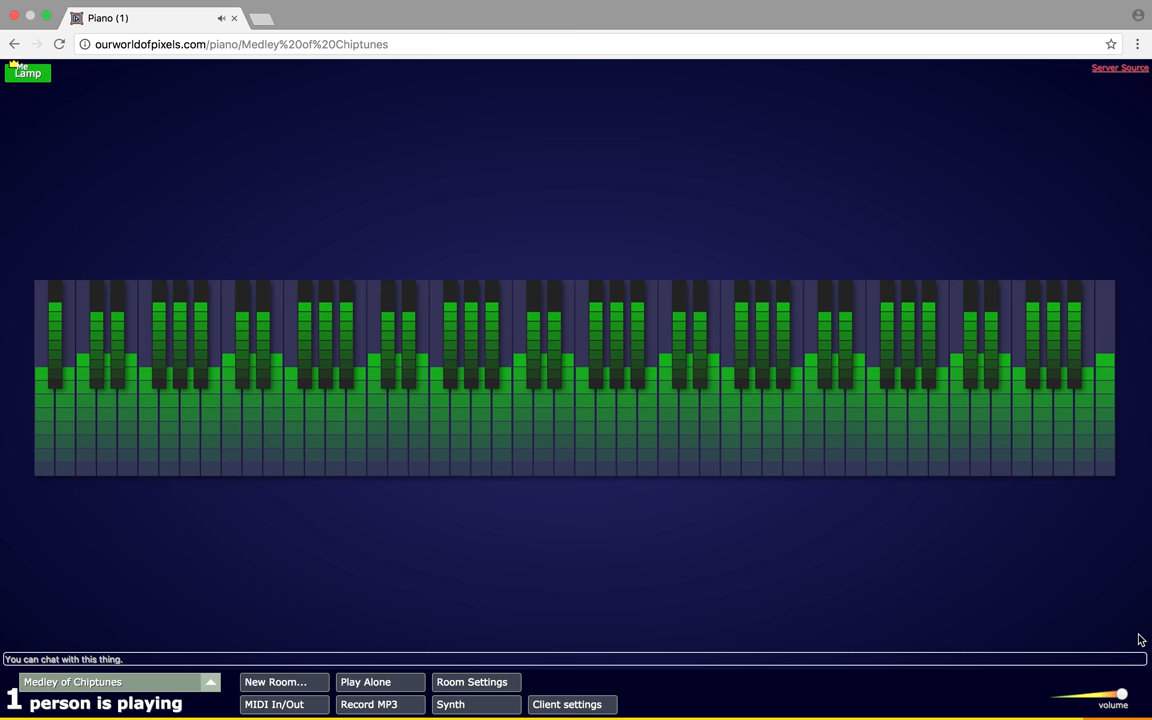 Piano (1)
ourworldofpixels.com/piano/Medley%20of%20Chiptunes
Me
Lamp
Server Source
You can chat with this thing.
Medley of Chiptunes
New Room...
Play Alone
Room Settings
1 person is playing
MIDI In/Out
Record MP3
Synth
Client settings
volume